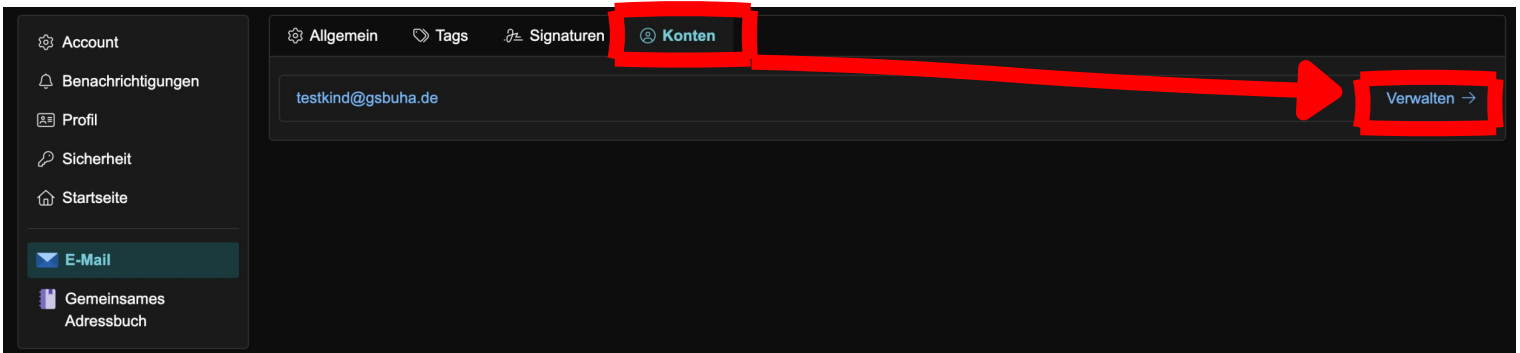 Account
Benachrichtigungen
Profil
Sicherheit
Startseite
E-Mail
Gemeinsames
Adressbuch
Allgemein Tags Signaturen Konten
testkind@gsbuha.de Verwalten →